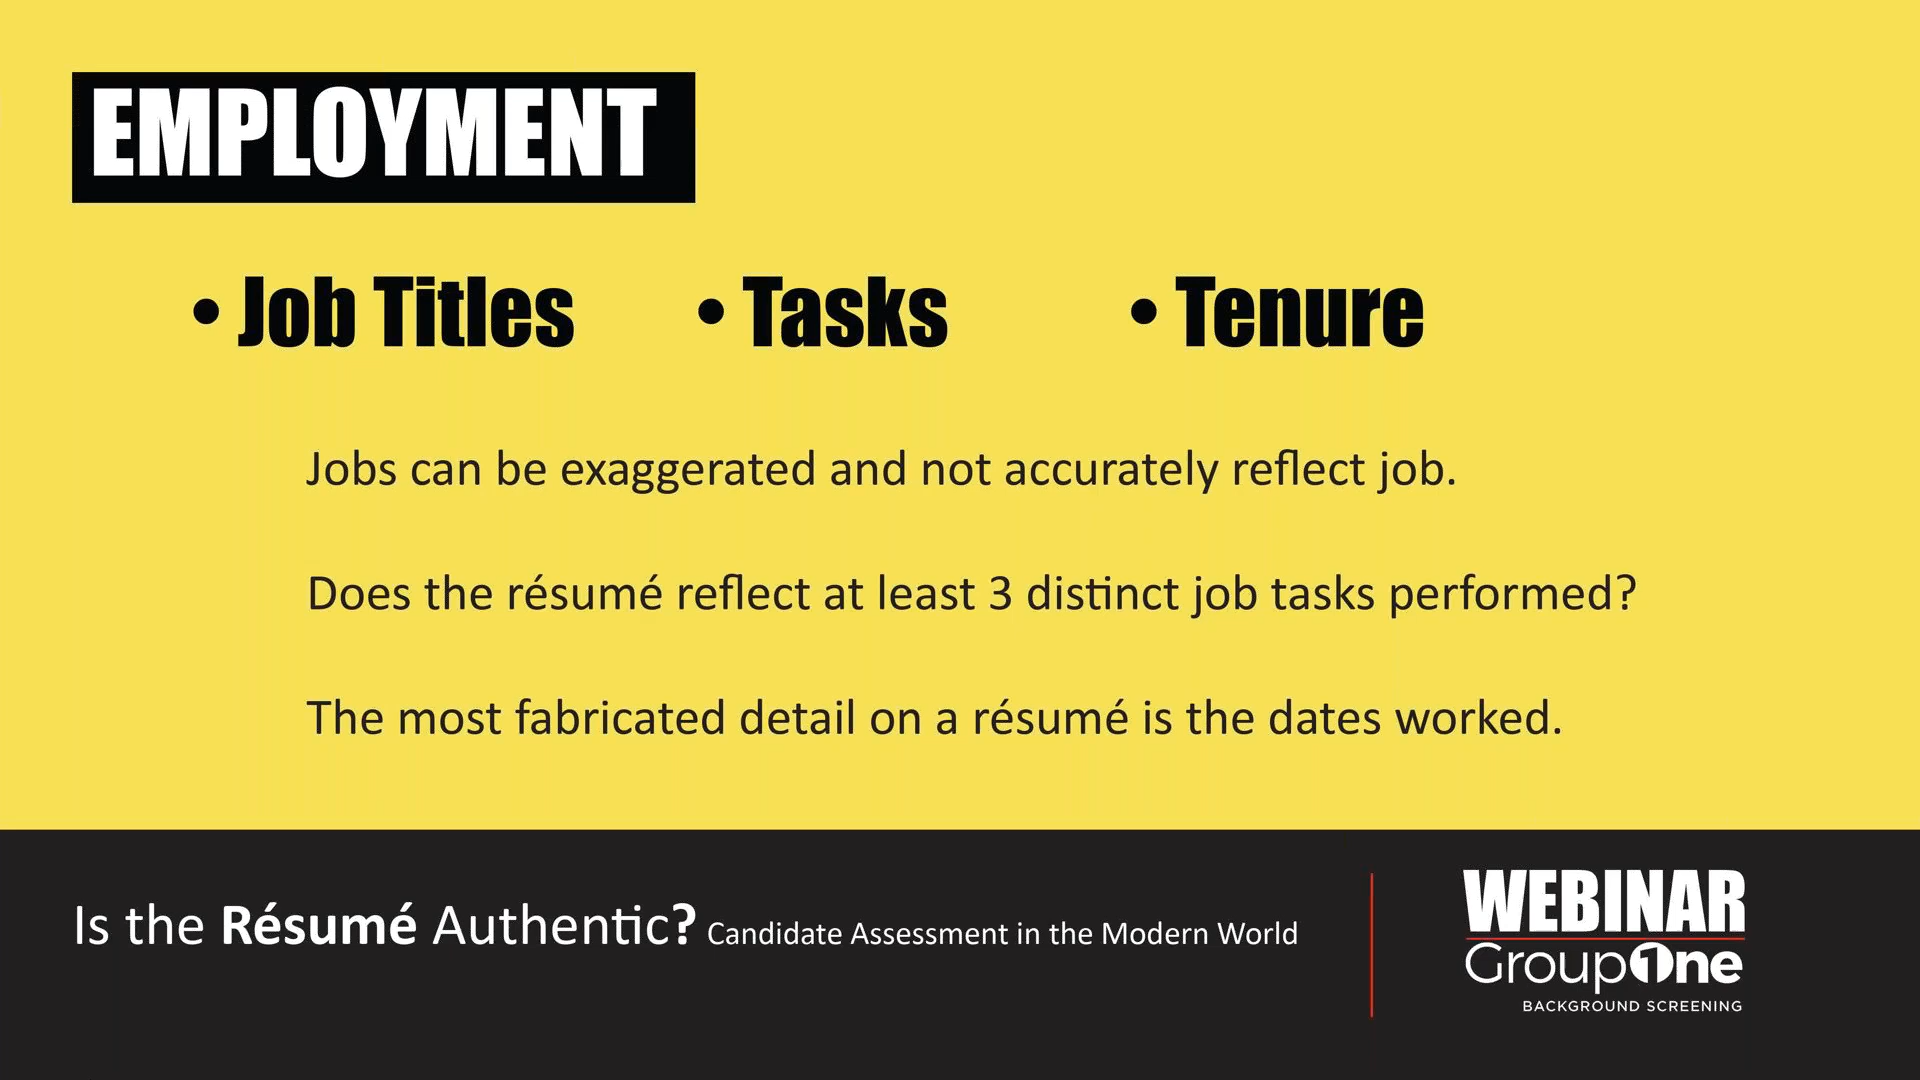 EMPLOYMENT
• Job Titles • Tasks • Tenure
Jobs can be exaggerated and not accurately reflect job.
Does the résumé reflect at least 3 distinct job tasks performed?
The most fabricated detail on a résumé is the dates worked.
Is the Résumé Authentic? Candidate Assessment in the Modern World
WEBINAR
Group1ne
BACKGROUND SCREENING